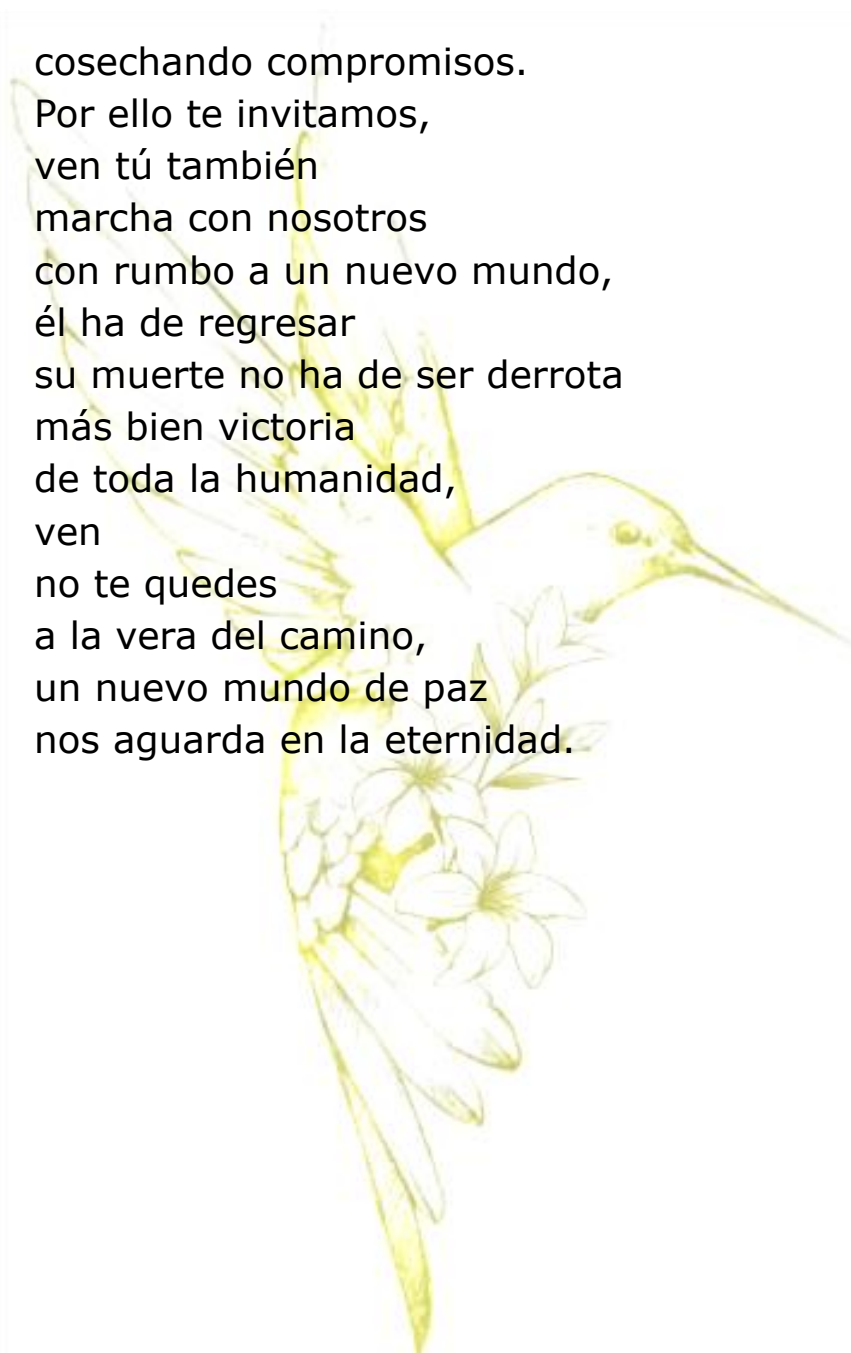 cosechando compromisos.
Por ello te invitamos,
ven tú también
marcha con nosotros
con rumbo a un nuevo mundo,
él ha de regresar
su muerte no ha de ser derrota
más bien victoria
de toda la humanidad,
ven
no te quedes
a la vera del camino,
un nuevo mundo de paz
nos aguarda en la eternidad.